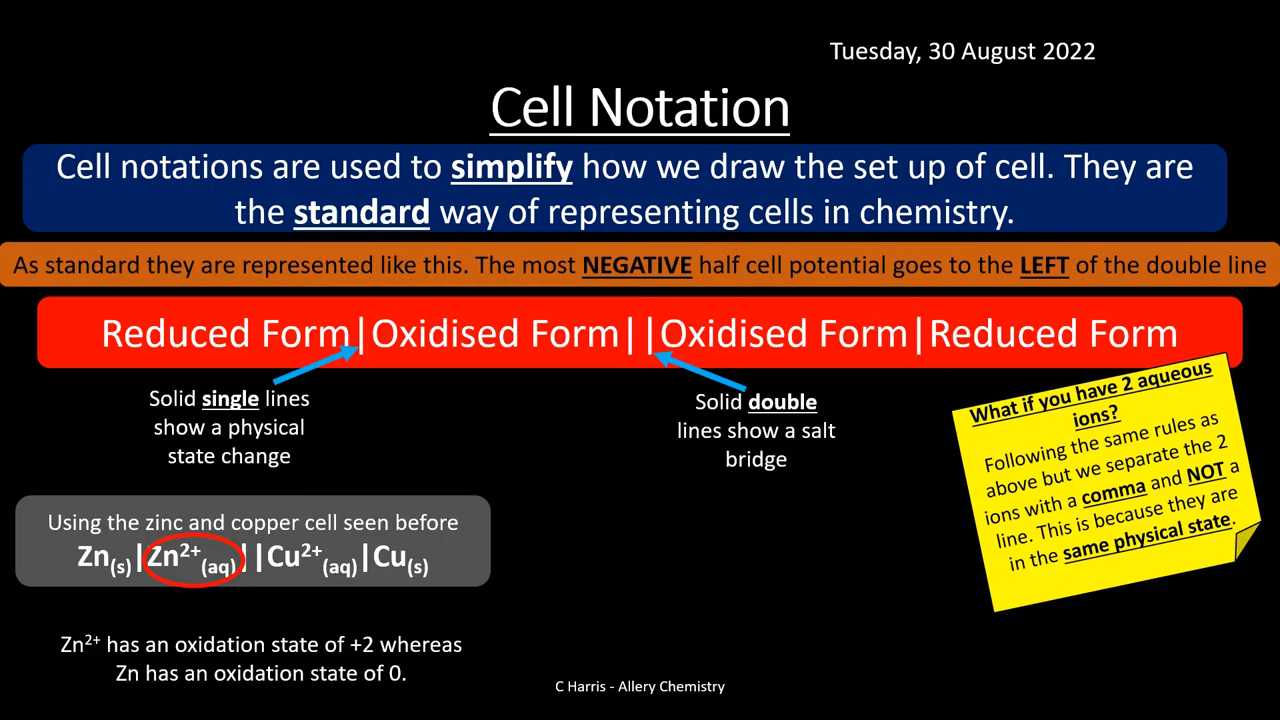 Tuesday, 30 August 2022
Cell Notation
Cell notations are used to simplify how we draw the set up of cell. They are
the standard way of representing cells in chemistry.
As standard they are represented like this. The most NEGATIVE half cell potential goes to the LEFT of the double line
Reduced Form|Oxidised Form||Oxidised Form|Reduced Form
Solid single lines
show a physical
state change
Solid double
lines show a salt
bridge
What if you have 2 aqueous
ions?
Following the same rules as
above but we separate the 2
ions with a comma and NOT a
line. This is because they are
in the same physical state.
Using the zinc and copper cell seen before
Zn(s)|Zn²⁺(aq)||Cu²⁺(aq)|Cu(s)
Zn²⁺ has an oxidation state of +2 whereas
Zn has an oxidation state of 0.
C Harris - Allery Chemistry